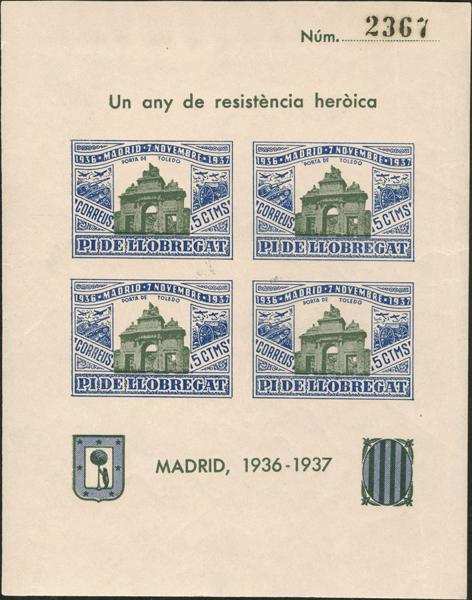 Núm. 2367
Un any de resistència heròica
1936 · MADRID · 7 NOVEMBRE · 1937
PORTA DE TOLEDO
CORREUS 5 CTMS
PI DE LLOBREGAT
1936 · MADRID · 7 NOVEMBRE · 1937
PORTA DE TOLEDO
CORREUS 5 CTMS
PI DE LLOBREGAT
1936 · MADRID · 7 NOVEMBRE · 1937
PORTA DE TOLEDO
CORREUS 5 CTMS
PI DE LLOBREGAT
1936 · MADRID · 7 NOVEMBRE · 1937
PORTA DE TOLEDO
CORREUS 5 CTMS
PI DE LLOBREGAT
MADRID, 1936-1937